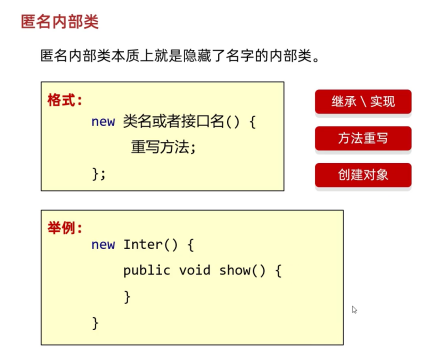 匿名内部类
匿名内部类本质上就是隐藏了名字的内部类。
格式：
new 类名或者接口名() {
重写方法;
};
继承 \ 实现
方法重写
创建对象
举例：
new Inter() {
public void show() {
}
}